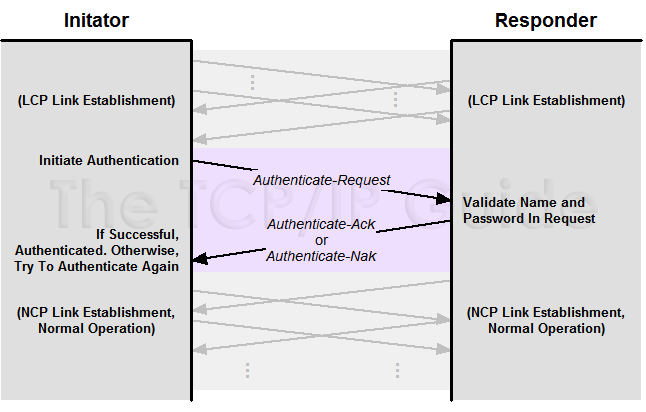 Initator
Responder
(LCP Link Establishment)
(LCP Link Establishment)
Initiate Authentication
Authenticate-Request
The TCP/IP Guide
Validate Name and
Password In Request
Authenticate-Ack
or
Authenticate-Nak
If Successful,
Authenticated. Otherwise,
Try To Authenticate Again
(NCP Link Establishment,
Normal Operation)
(NCP Link Establishment,
Normal Operation)